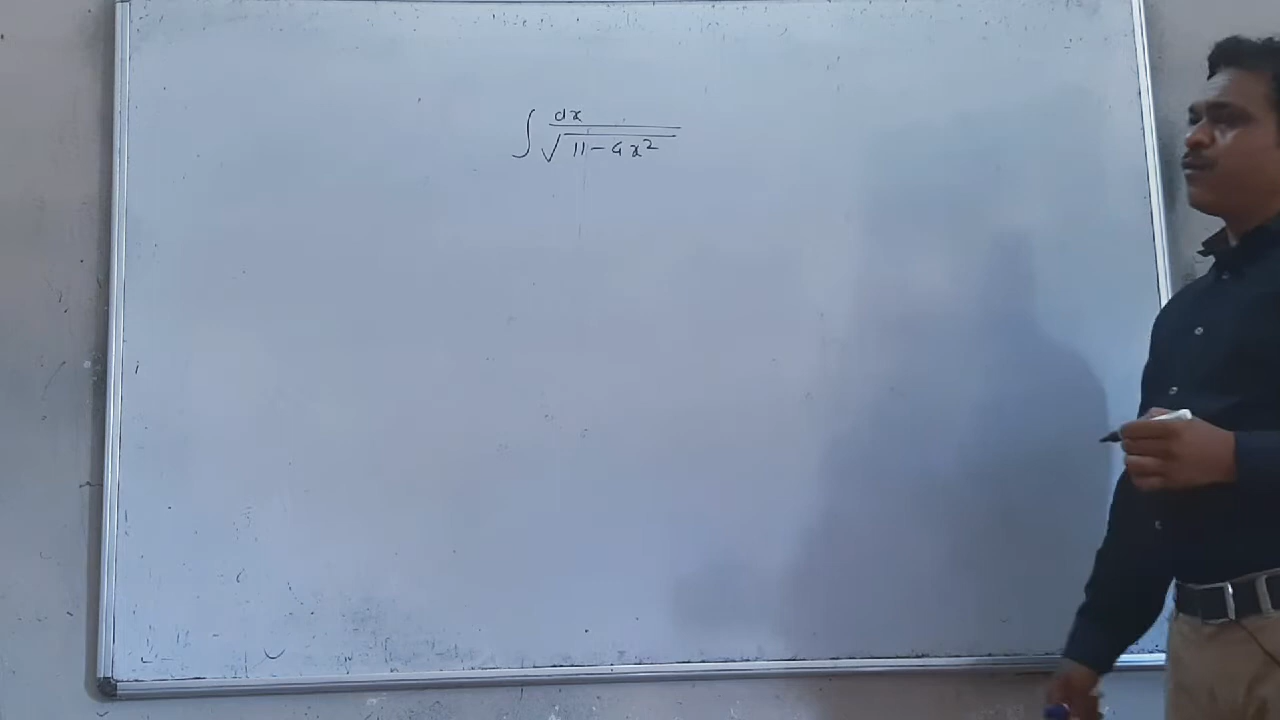 ∫ dx / √(11 − 4x²)